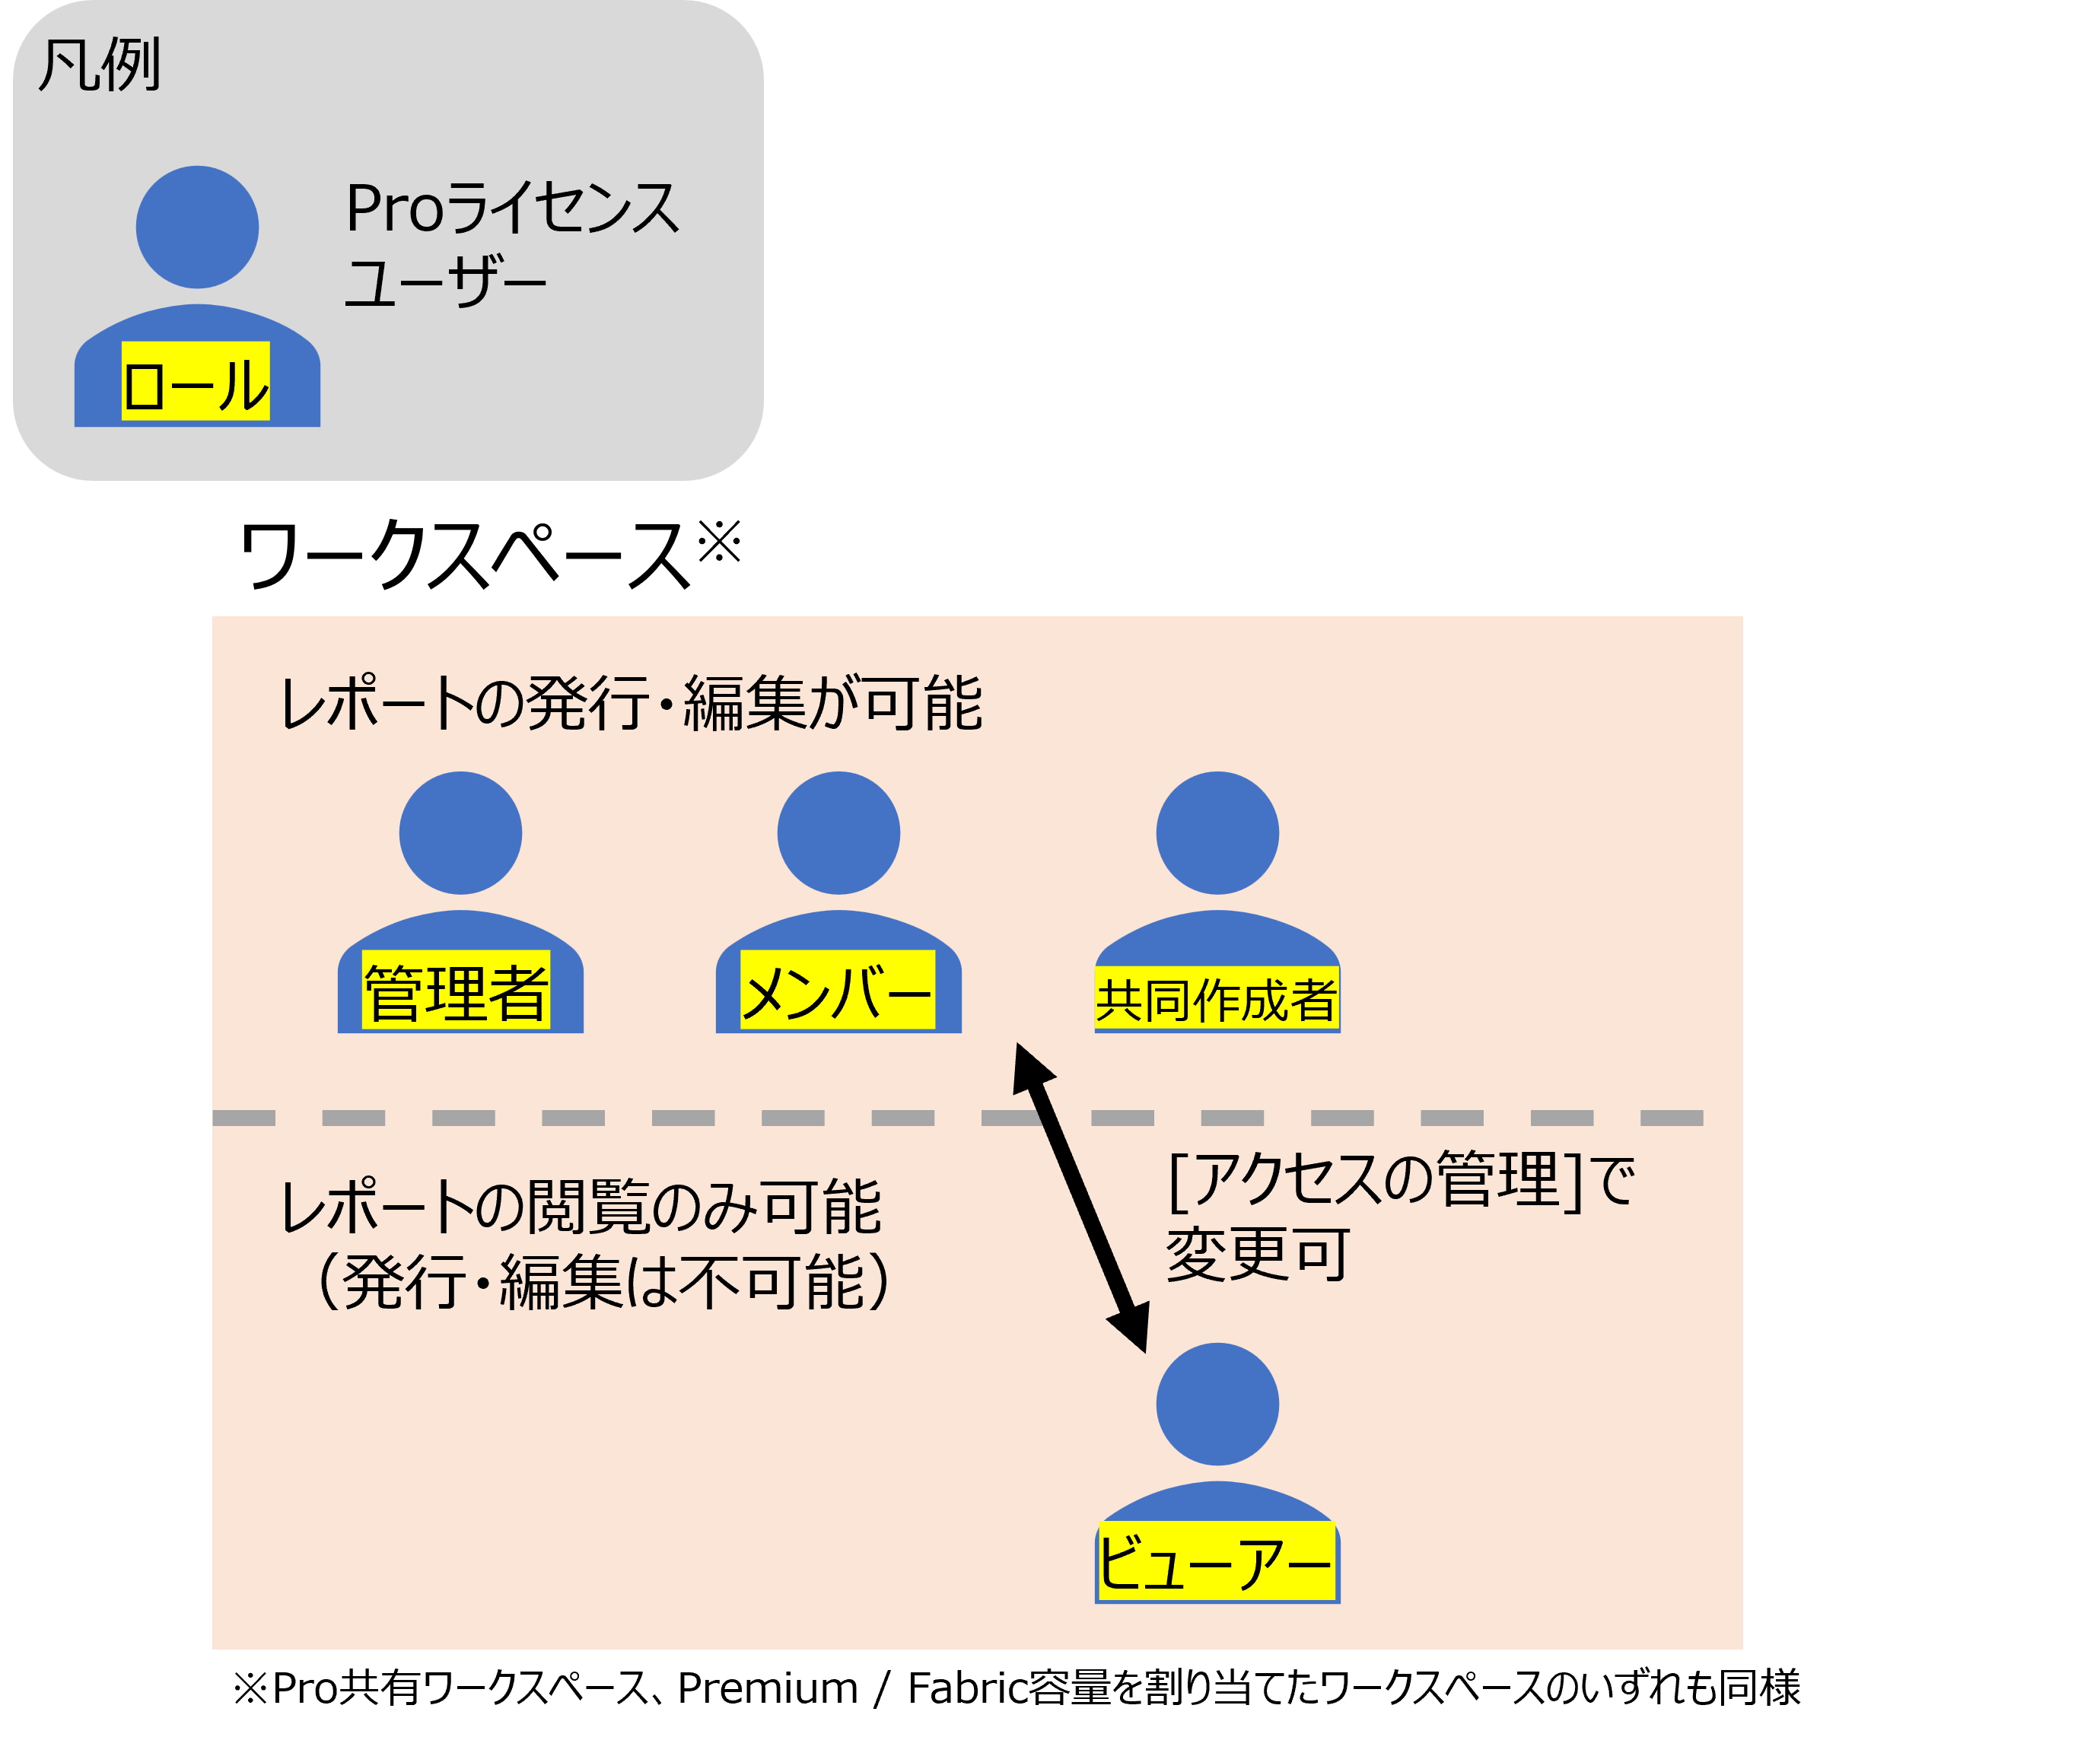 凡例
Proライセンス
ユーザー
ロール
ワークスペース※
レポートの発行・編集が可能
管理者
メンバー
共同作成者
[アクセスの管理]で
変更可
レポートの閲覧のみ可能
（発行・編集は不可能）
ビューアー
※Pro共有ワークスペース、Premium / Fabric容量を割り当てたワークスペースのいずれも同様